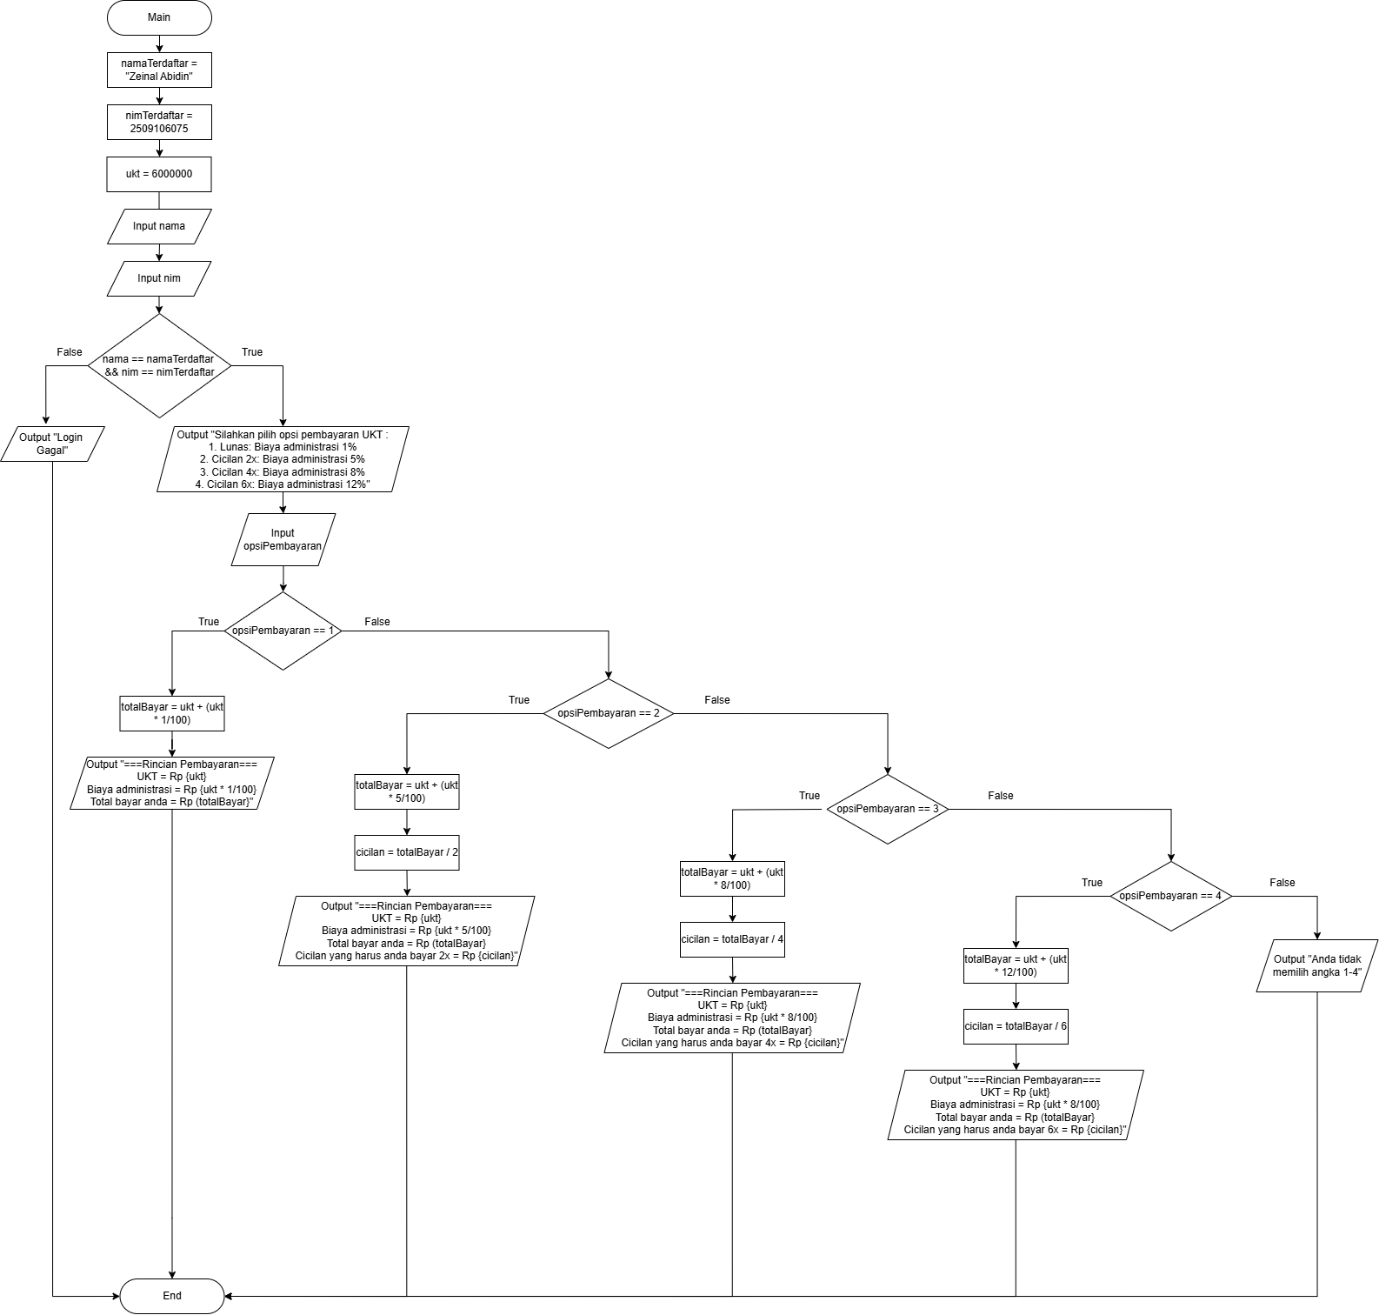 Main
namaTerdaftar =
"Zeinal Abidin"
nimTerdaftar =
2509106075
ukt = 6000000
Input nama
Input nim
nama == namaTerdaftar
&& nim == nimTerdaftar
False
True
Output "Login
Gagal"
Output "Silahkan pilih opsi pembayaran UKT :
1. Lunas: Biaya administrasi 1%
2. Cicilan 2x: Biaya administrasi 5%
3. Cicilan 4x: Biaya administrasi 8%
4. Cicilan 6x: Biaya administrasi 12%"
Input
opsiPembayaran
opsiPembayaran == 1
True
False
totalBayar = ukt + (ukt
* 1/100)
Output "===Rincian Pembayaran===
UKT = Rp {ukt}
Biaya administrasi = Rp {ukt * 1/100}
Total bayar anda = Rp (totalBayar}"
opsiPembayaran == 2
True
False
totalBayar = ukt + (ukt
* 5/100)
cicilan = totalBayar / 2
Output "===Rincian Pembayaran===
UKT = Rp {ukt}
Biaya administrasi = Rp {ukt * 5/100}
Total bayar anda = Rp (totalBayar}
Cicilan yang harus anda bayar 2x = Rp {cicilan}"
opsiPembayaran == 3
True
False
totalBayar = ukt + (ukt
* 8/100)
cicilan = totalBayar / 4
Output "===Rincian Pembayaran===
UKT = Rp {ukt}
Biaya administrasi = Rp {ukt * 8/100}
Total bayar anda = Rp (totalBayar}
Cicilan yang harus anda bayar 4x = Rp {cicilan}"
opsiPembayaran == 4
True
False
totalBayar = ukt + (ukt
* 12/100)
cicilan = totalBayar / 6
Output "===Rincian Pembayaran===
UKT = Rp {ukt}
Biaya administrasi = Rp {ukt * 8/100}
Total bayar anda = Rp (totalBayar}
Cicilan yang harus anda bayar 6x = Rp {cicilan}"
Output "Anda tidak
memilih angka 1-4"
End